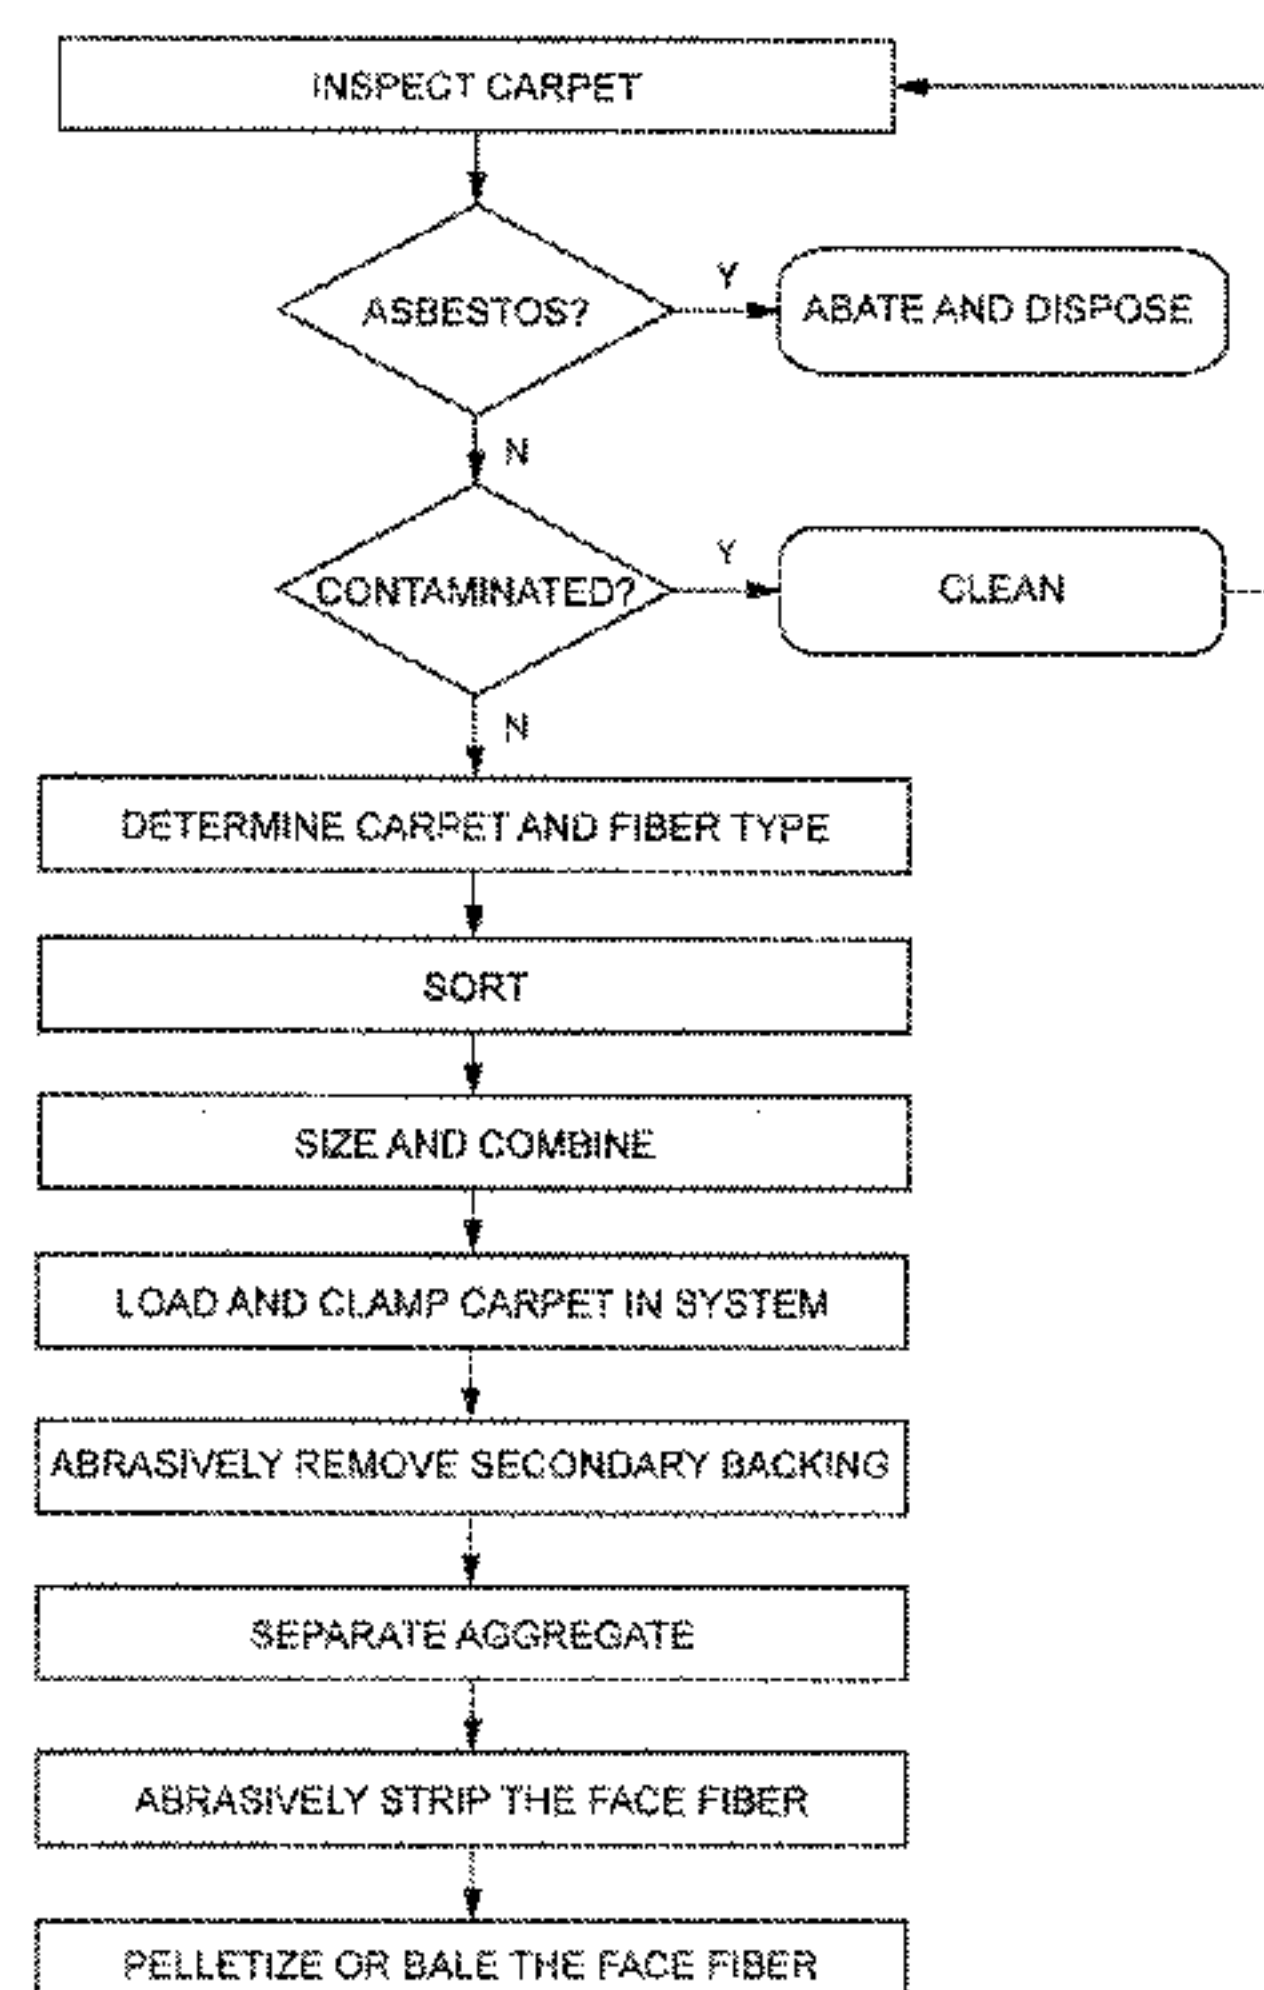 INSPECT CARPET
ASBESTOS?
Y
ABATE AND DISPOSE
N
CONTAMINATED?
Y
CLEAN
N
DETERMINE CARPET AND FIBER TYPE
SORT
SIZE AND COMBINE
LOAD AND CLAMP CARPET IN SYSTEM
ABRASIVELY REMOVE SECONDARY BACKING
SEPARATE AGGREGATE
ABRASIVELY STRIP THE FACE FIBER
PELLETIZE OR BALE THE FACE FIBER